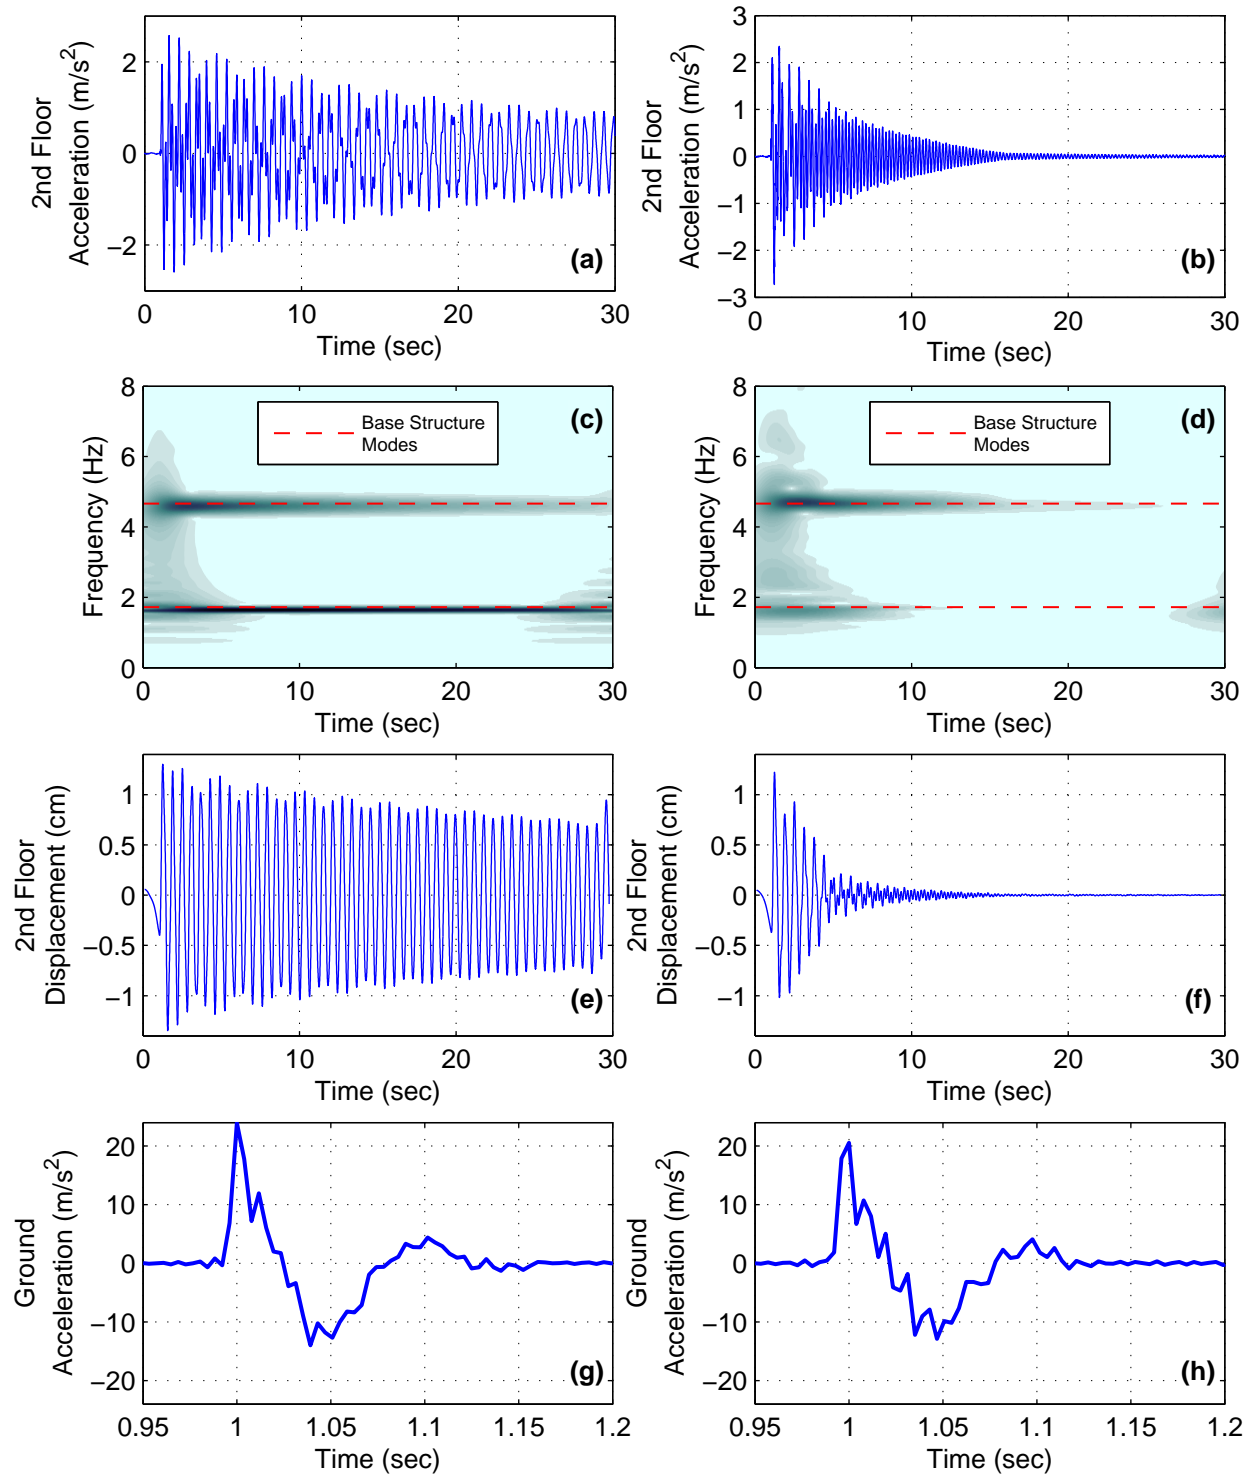 2nd Floor
Acceleration (m/s²)
2
0
−2
0
10
20
30
Time (sec)
(a)
2nd Floor
Acceleration (m/s²)
3
2
1
0
−1
−2
−3
0
10
20
30
Time (sec)
(b)
Frequency (Hz)
8
6
4
2
0
0
10
20
30
Time (sec)
Base Structure
Modes
(c)
Frequency (Hz)
8
6
4
2
0
0
10
20
30
Time (sec)
Base Structure
Modes
(d)
2nd Floor
Displacement (cm)
1
0.5
0
−0.5
−1
0
10
20
30
Time (sec)
(e)
2nd Floor
Displacement (cm)
1
0.5
0
−0.5
−1
0
10
20
30
Time (sec)
(f)
Ground
Acceleration (m/s²)
20
10
0
−10
−20
0.95
1
1.05
1.1
1.15
1.2
Time (sec)
(g)
Ground
Acceleration (m/s²)
20
10
0
−10
−20
0.95
1
1.05
1.1
1.15
1.2
Time (sec)
(h)